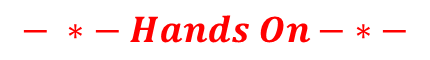 − ∗ − Hands On − ∗ −